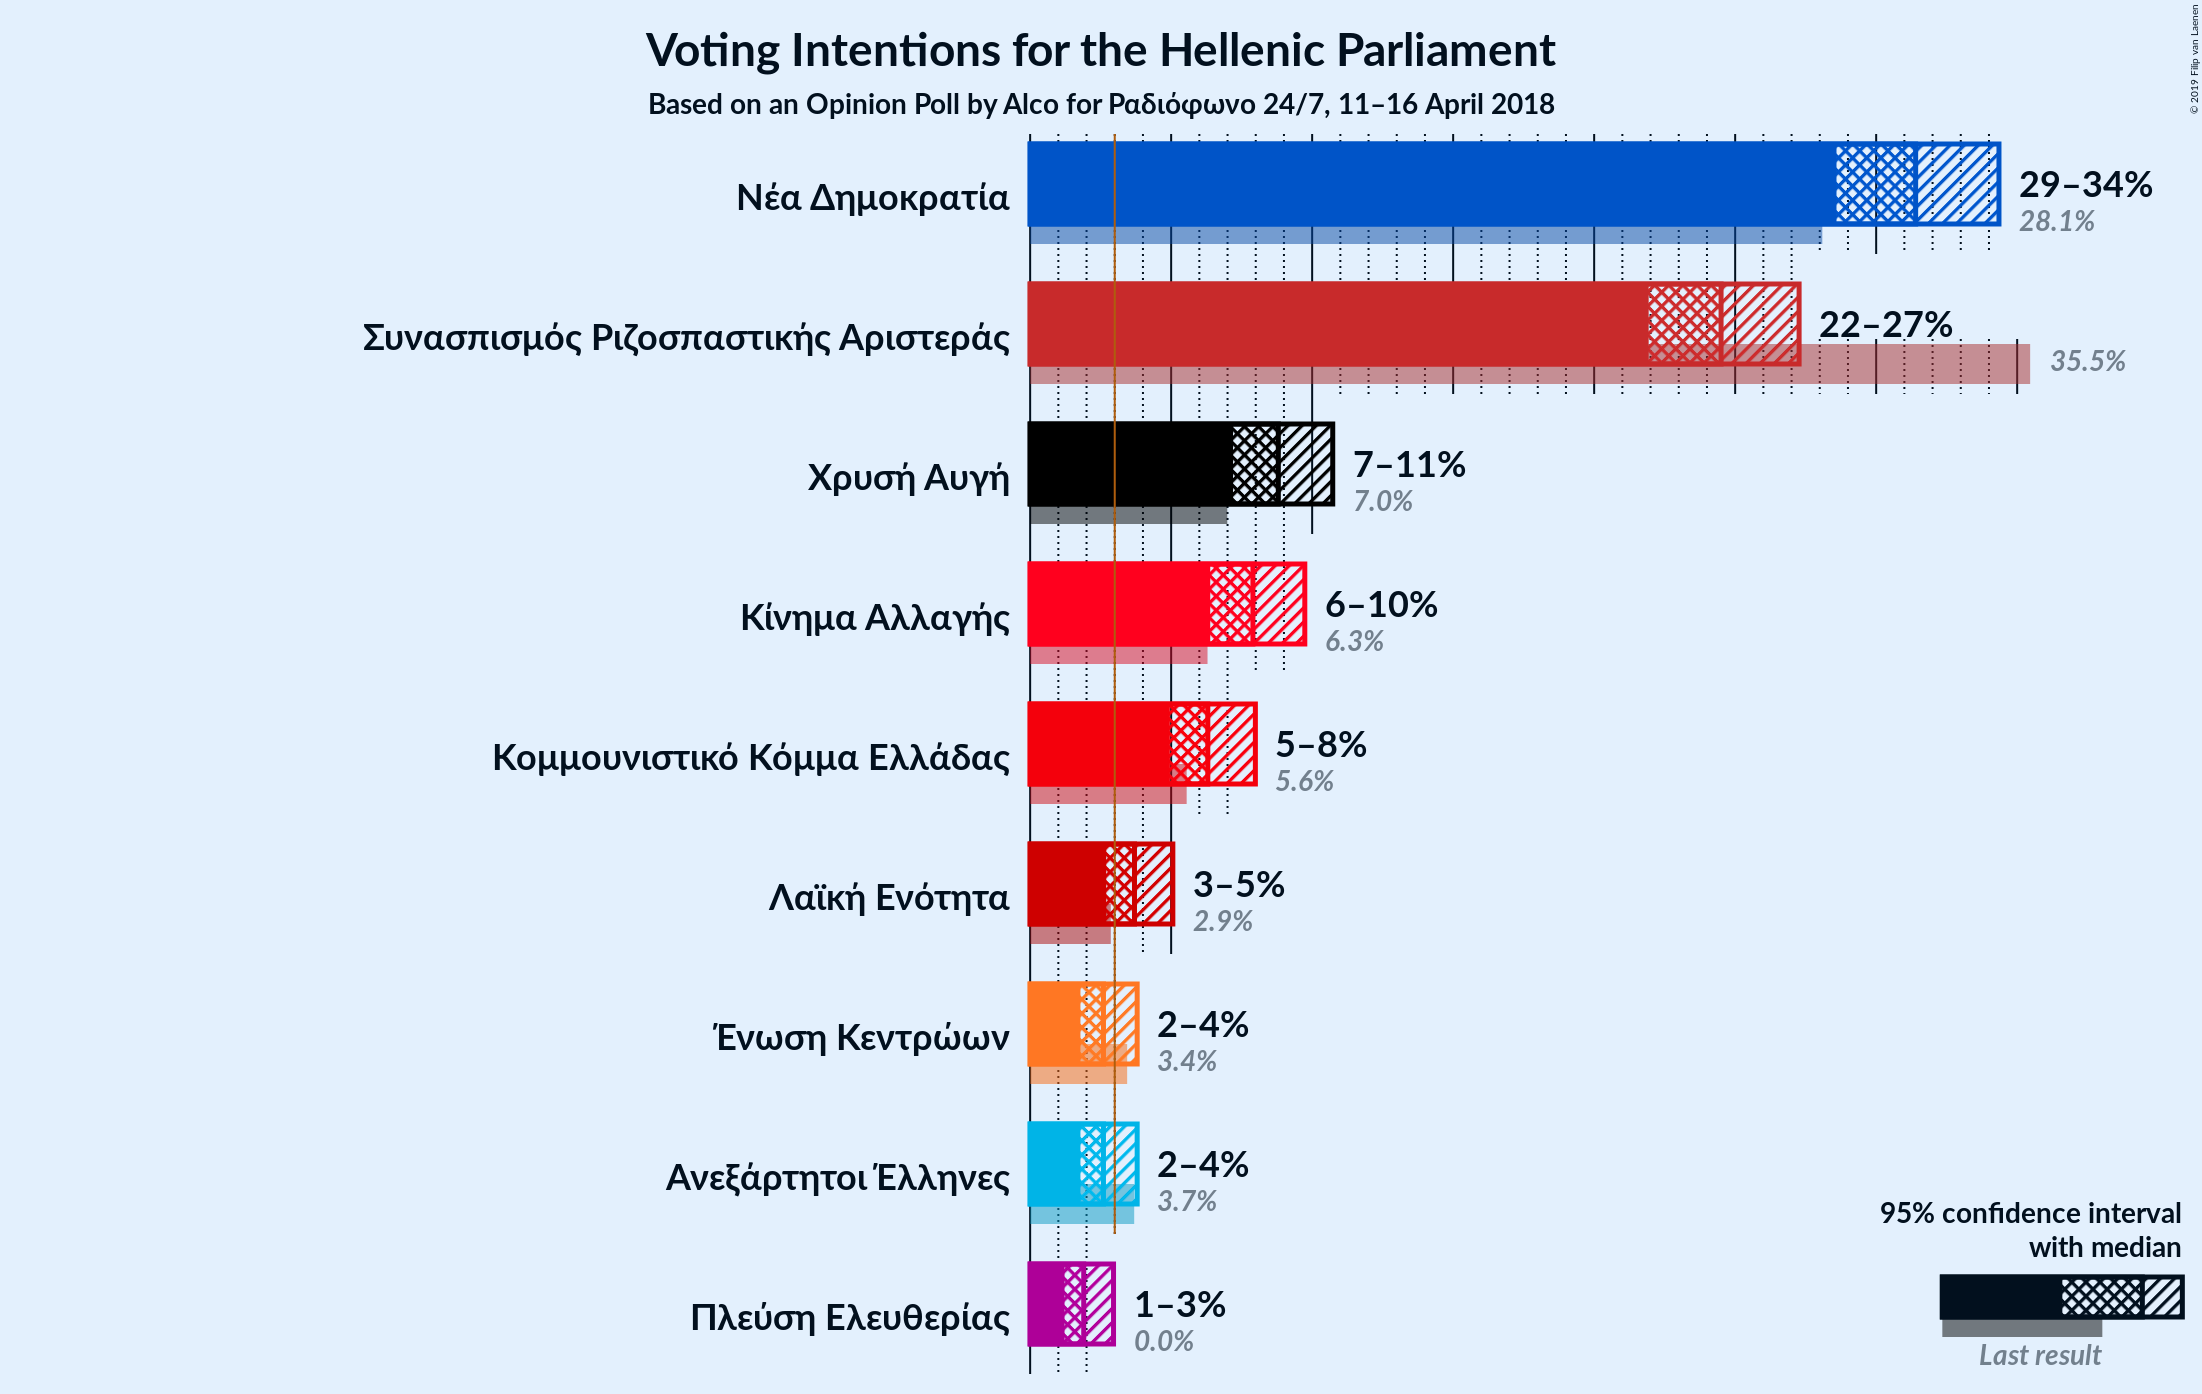 Voting Intentions for the Hellenic Parliament
Based on an Opinion Poll by Alco for Ραδιόφωνο 24/7, 11–16 April 2018
© 2019 Filip van Laenen
Νέα Δημοκρατία
29–34%
28.1%
Συνασπισμός Ριζοσπαστικής Αριστεράς
22–27%
35.5%
Χρυσή Αυγή
7–11%
7.0%
Κίνημα Αλλαγής
6–10%
6.3%
Κομμουνιστικό Κόμμα Ελλάδας
5–8%
5.6%
Λαϊκή Ενότητα
3–5%
2.9%
Ένωση Κεντρώων
2–4%
3.4%
Ανεξάρτητοι Έλληνες
2–4%
3.7%
Πλεύση Ελευθερίας
1–3%
0.0%
95% confidence interval
with median
Last result